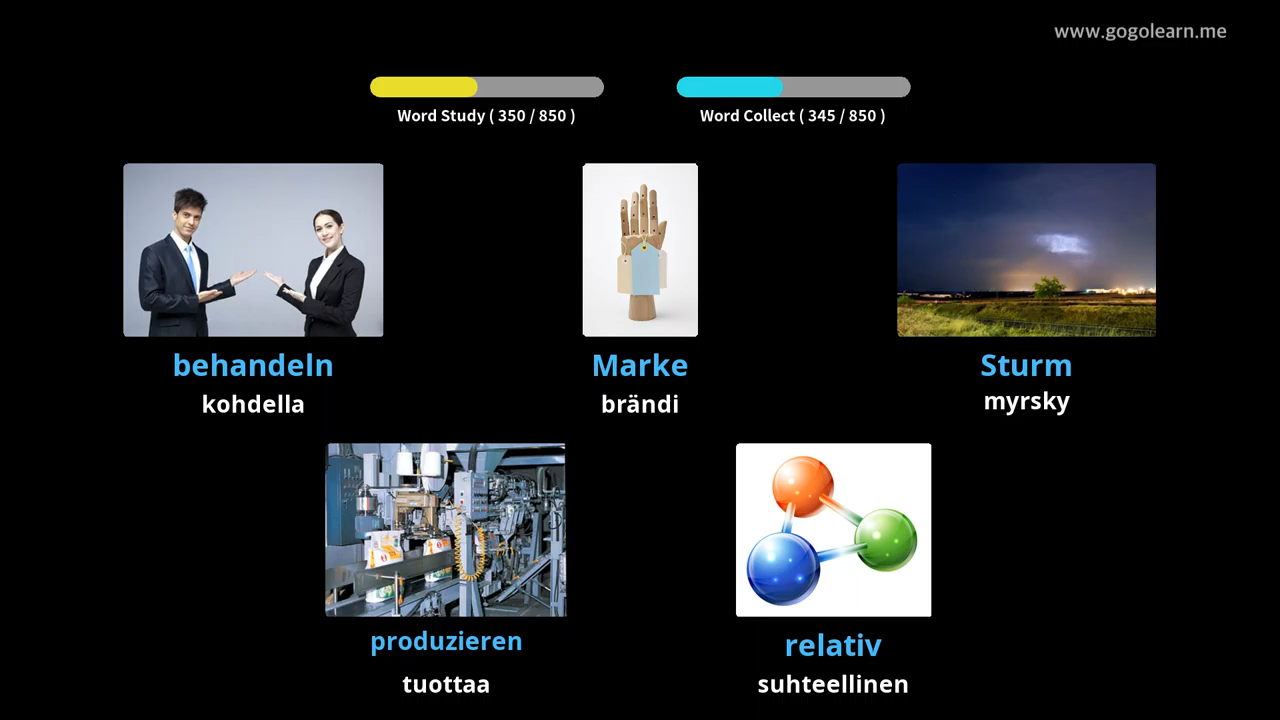 www.gogolearn.me
Word Study ( 350 / 850 )
Word Collect ( 345 / 850 )
behandeln
kohdella
Marke
brändi
Sturm
myrsky
produzieren
tuottaa
relativ
suhteellinen